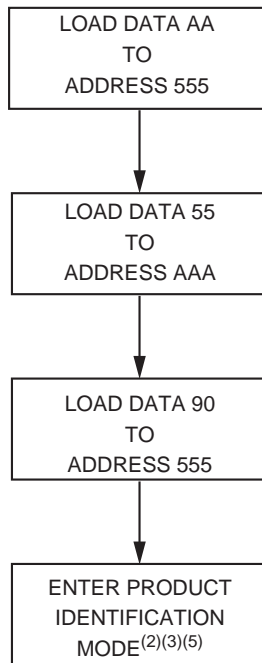 LOAD DATA AA
TO
ADDRESS 555
LOAD DATA 55
TO
ADDRESS AAA
LOAD DATA 90
TO
ADDRESS 555
ENTER PRODUCT
IDENTIFICATION
MODE(2)(3)(5)